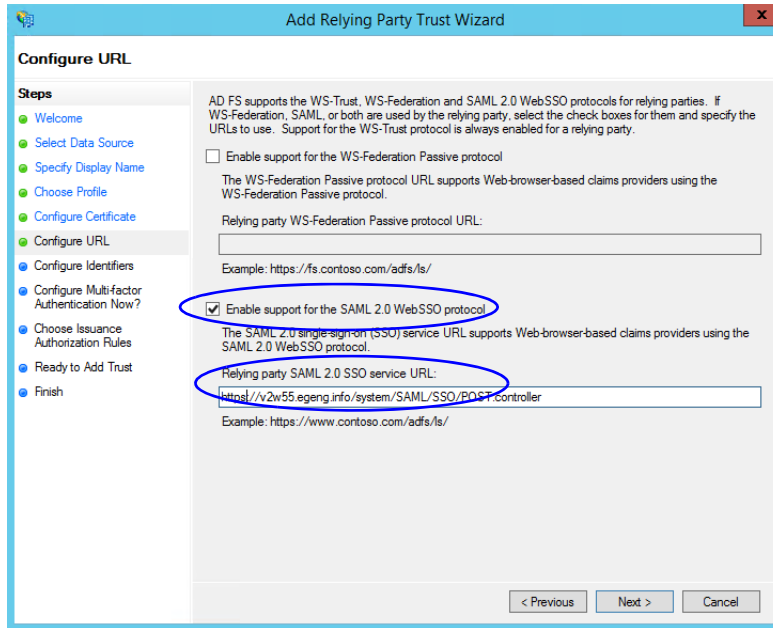 Add Relying Party Trust Wizard
x
Configure URL
Steps
Welcome
Select Data Source
Specify Display Name
Choose Profile
Configure Certificate
Configure URL
Configure Identifiers
Configure Multi-factor
Authentication Now?
Choose Issuance
Authorization Rules
Ready to Add Trust
Finish
AD FS supports the WS-Trust, WS-Federation and SAML 2.0 WebSSO protocols for relying parties. If
WS-Federation, SAML, or both are used by the relying party, select the check boxes for them and specify the
URLs to use. Support for the WS-Trust protocol is always enabled for a relying party.
Enable support for the WS-Federation Passive protocol
The WS-Federation Passive protocol URL supports Web-browser-based claims providers using the
WS-Federation Passive protocol.
Relying party WS-Federation Passive protocol URL:
Example: https://fs.contoso.com/adfs/ls/
Enable support for the SAML 2.0 WebSSO protocol
The SAML 2.0 single-sign-on (SSO) service URL supports Web-browser-based claims providers using the
SAML 2.0 WebSSO protocol.
Relying party SAML 2.0 SSO service URL:
https://v2w55.egeng.info/system/SAML/SSO/POST.controller
Example: https://www.contoso.com/adfs/ls/
< Previous
Next >
Cancel